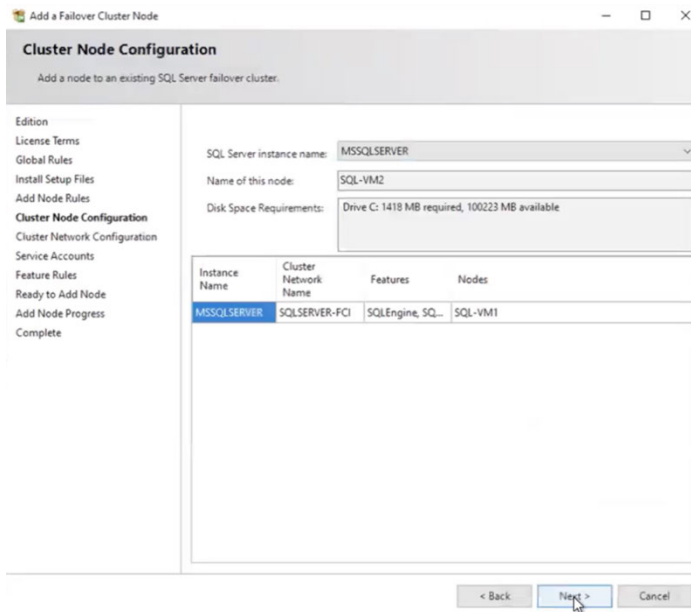 Add a Failover Cluster Node
Cluster Node Configuration
Add a node to an existing SQL Server failover cluster.
Edition
License Terms
Global Rules
Install Setup Files
Add Node Rules
Cluster Node Configuration
Cluster Network Configuration
Service Accounts
Feature Rules
Ready to Add Node
Add Node Progress
Complete
SQL Server instance name: MSSQLSERVER
Name of this node: SQL-VM2
Disk Space Requirements: Drive C: 1418 MB required, 100223 MB available
Instance Name Cluster Network Name Features Nodes
MSSQLSERVER SQLSERVER-FCI SQLEngine, SQ... SQL-VM1
< Back Next > Cancel